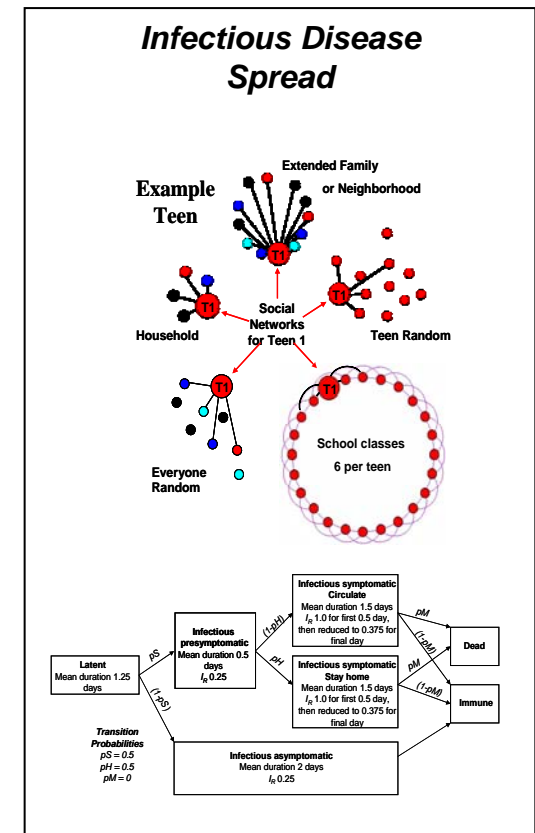 Infectious Disease
Spread
Extended Family
or Neighborhood
Example
Teen
T1
T1
T1
Social
Networks
for Teen 1
Household
Teen Random
T1
T1
School classes
6 per teen
Everyone
Random
Infectious symptomatic
Circulate
Mean duration 1.5 days
IR 1.0 for first 0.5 day,
then reduced to 0.375 for
final day
Infectious
presymptomatic
Mean duration 0.5
days
IR 0.25
(1-pH)
pM
(1-pM)
Dead
Latent
Mean duration 1.25
days
pS
pH
Infectious symptomatic
Stay home
Mean duration 1.5 days
IR 1.0 for first 0.5 day,
then reduced to 0.375 for
final day
pM
(1-pM)
Immune
(1-pS)
Transition
Probabilities
pS = 0.5
pH = 0.5
pM = 0
Infectious asymptomatic
Mean duration 2 days
IR 0.25